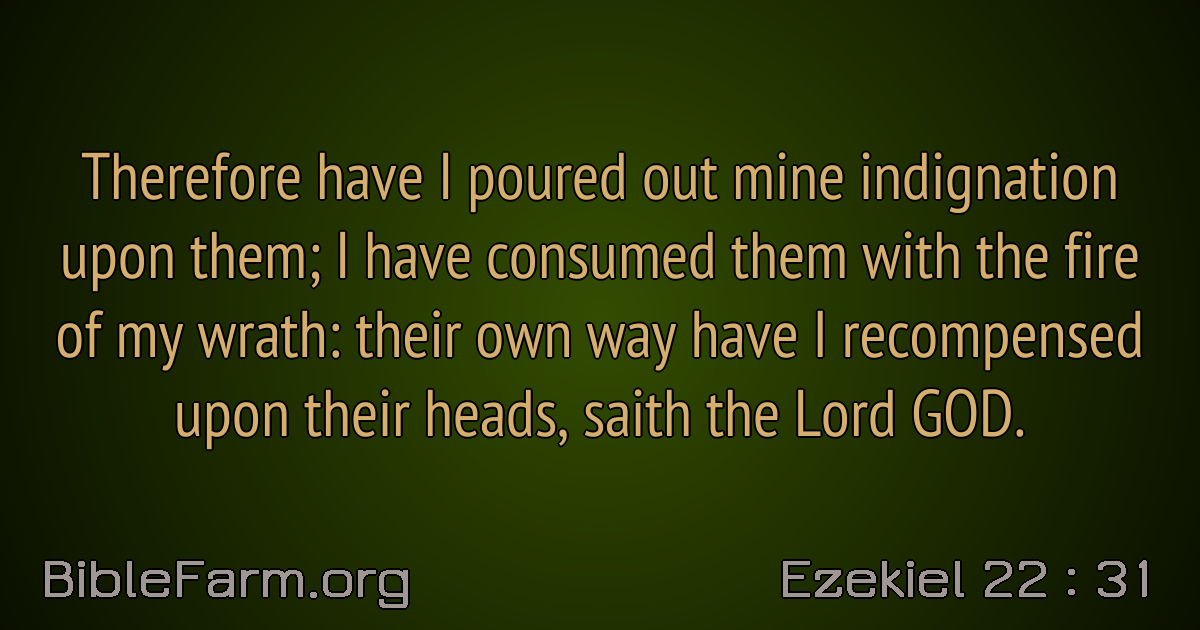 Therefore have I poured out mine indignation
upon them; I have consumed them with the fire
of my wrath: their own way have I recompensed
upon their heads, saith the Lord GOD.
BibleFarm.org
Ezekiel 22 : 31